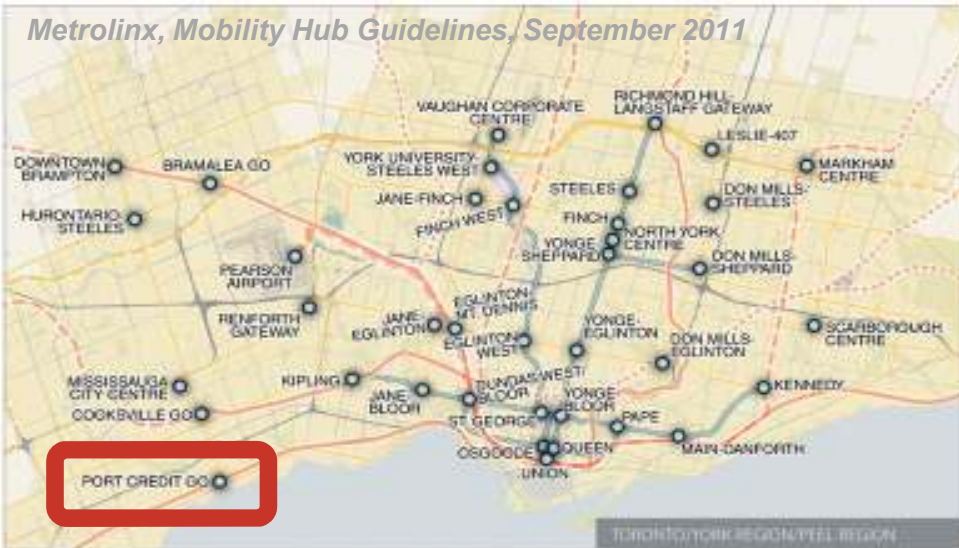 Metrolinx, Mobility Hub Guidelines, September 2011
VAUGHAN CORPORATE
CENTRE
RICHMOND HILL-
LANGSTAFF GATEWAY
LESLIE-407
DOWNTOWN
BRAMPTON
BRAMALEA GO
YORK UNIVERSITY-
STEELES WEST
MARKHAM
CENTRE
JANE-FINCH
STEELES
DON MILLS-
STEELES
HURONTARIO-
STEELES
FINCH WEST
FINCH
NORTH YORK
CENTRE
YONGE
SHEPPARD
DON MILLS-
SHEPPARD
PEARSON
AIRPORT
RENFORTH
GATEWAY
JANE-
EGLINTON
EGLINTON-
MT DENNIS
EGLINTON
WEST
YONGE-
EGLINTON
DON MILLS-
EGLINTON
SCARBOROUGH
CENTRE
MISSISSAUGA
CITY CENTRE
KIPLING
JANE
BLOOR
DUNDAS WEST/
BLOOR
YONGE-
BLOOR
KENNEDY
COOKSVILLE GO
ST GEORGE
PAPE
OSGOODE
QUEEN
MAIN-DANFORTH
UNION
PORT CREDIT GO
TORONTO/YORK REGION/PEEL REGION